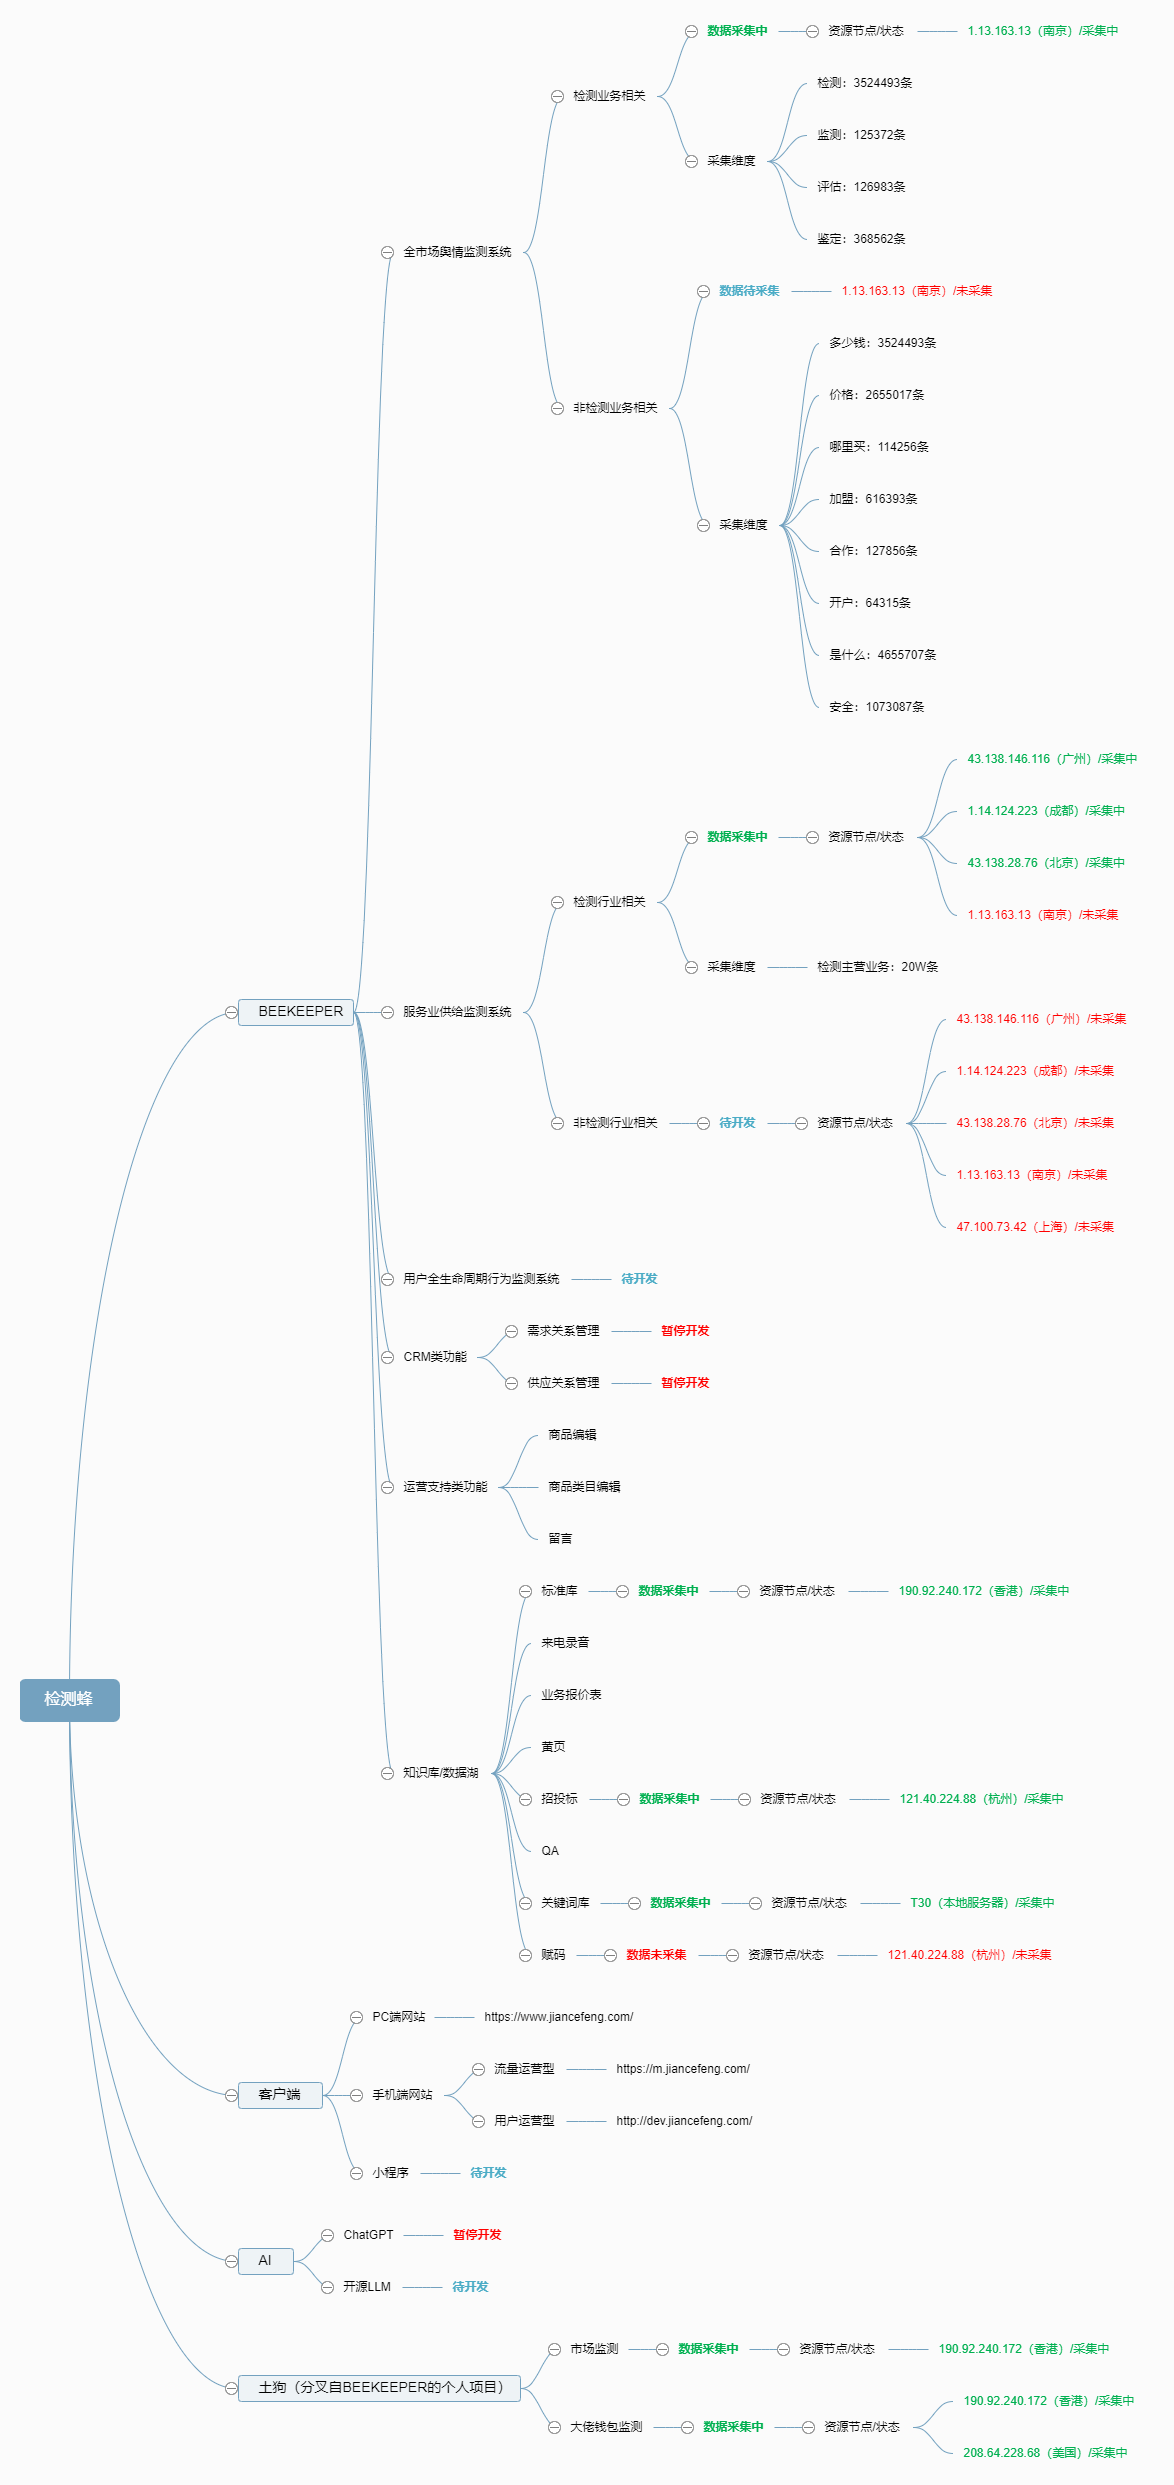 数据采集中
资源节点/状态
1.13.163.13（南京）/采集中
检测业务相关
检测：3524493条
监测：125372条
采集维度
评估：126983条
鉴定：368562条
全市场舆情监测系统
数据待采集
1.13.163.13（南京）/未采集
多少钱：3524493条
价格：2655017条
非检测业务相关
哪里买：114256条
加盟：616393条
采集维度
合作：127856条
开户：64315条
是什么：4655707条
安全：1073087条
43.138.146.116（广州）/采集中
1.14.124.223（成都）/采集中
数据采集中
资源节点/状态
43.138.28.76（北京）/采集中
检测行业相关
1.13.163.13（南京）/未采集
采集维度
检测主营业务：20W条
BEEKEEPER
服务业供给监测系统
43.138.146.116（广州）/未采集
1.14.124.223（成都）/未采集
非检测行业相关
待开发
资源节点/状态
43.138.28.76（北京）/未采集
1.13.163.13（南京）/未采集
47.100.73.42（上海）/未采集
用户全生命周期行为监测系统
待开发
需求关系管理
暂停开发
CRM类功能
供应关系管理
暂停开发
商品编辑
运营支持类功能
商品类目编辑
留言
标准库
数据采集中
资源节点/状态
190.92.240.172（香港）/采集中
来电录音
业务报价表
检测蜂
黄页
知识库/数据湖
招投标
数据采集中
资源节点/状态
121.40.224.88（杭州）/采集中
QA
关键词库
数据采集中
资源节点/状态
T30（本地服务器）/采集中
赋码
数据未采集
资源节点/状态
121.40.224.88（杭州）/未采集
PC端网站
https://www.jiancefeng.com/
流量运营型
https://m.jiancefeng.com/
客户端
手机端网站
用户运营型
http://dev.jiancefeng.com/
小程序
待开发
ChatGPT
暂停开发
AI
开源LLM
待开发
市场监测
数据采集中
资源节点/状态
190.92.240.172（香港）/采集中
土狗（分叉自BEEKEEPER的个人项目）
190.92.240.172（香港）/采集中
大佬钱包监测
数据采集中
资源节点/状态
208.64.228.68（美国）/采集中